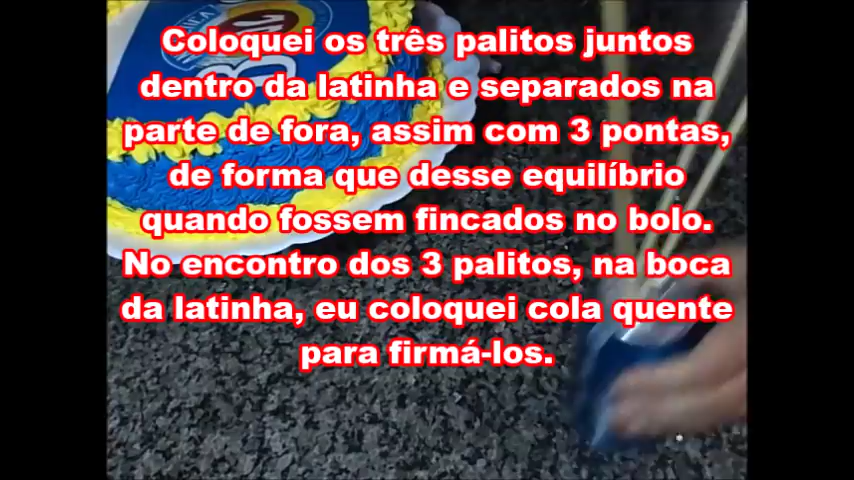 Coloquei os três palitos juntos
dentro da latinha e separados na
parte de fora, assim com 3 pontas,
de forma que desse equilíbrio
quando fossem fincados no bolo.
No encontro dos 3 palitos, na boca
da latinha, eu coloquei cola quente
para firmá-los.